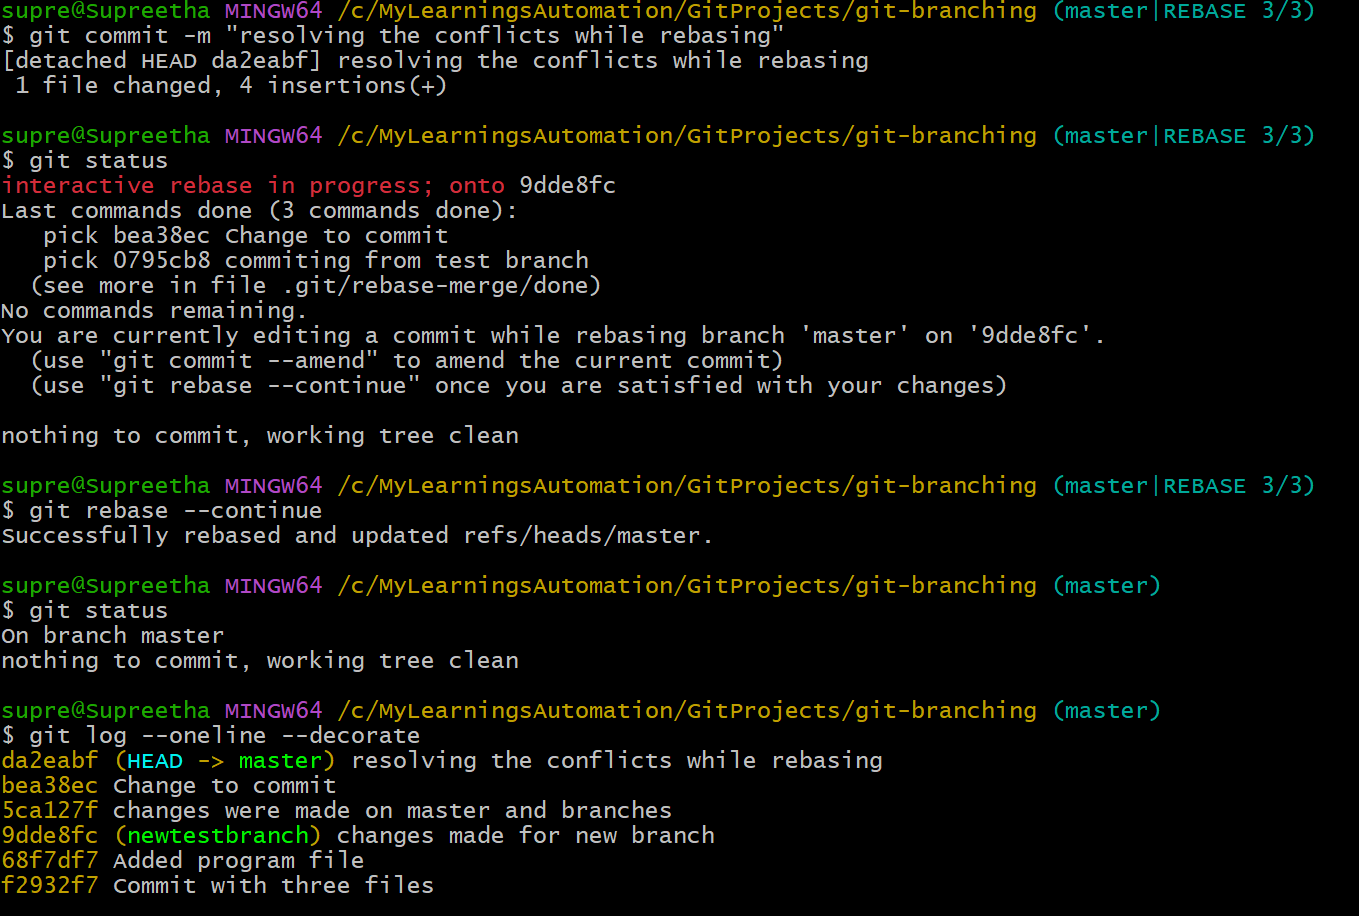 supre@Supreetha MINGW64 /c/MyLearningsAutomation/GitProjects/git-branching (master|REBASE 3/3)
$ git commit -m "resolving the conflicts while rebasing"
[detached HEAD da2eabf] resolving the conflicts while rebasing
 1 file changed, 4 insertions(+)

supre@Supreetha MINGW64 /c/MyLearningsAutomation/GitProjects/git-branching (master|REBASE 3/3)
$ git status
interactive rebase in progress; onto 9dde8fc
Last commands done (3 commands done):
   pick bea38ec Change to commit
   pick 0795cb8 commiting from test branch
  (see more in file .git/rebase-merge/done)
No commands remaining.
You are currently editing a commit while rebasing branch 'master' on '9dde8fc'.
  (use "git commit --amend" to amend the current commit)
  (use "git rebase --continue" once you are satisfied with your changes)

nothing to commit, working tree clean

supre@Supreetha MINGW64 /c/MyLearningsAutomation/GitProjects/git-branching (master|REBASE 3/3)
$ git rebase --continue
Successfully rebased and updated refs/heads/master.

supre@Supreetha MINGW64 /c/MyLearningsAutomation/GitProjects/git-branching (master)
$ git status
On branch master
nothing to commit, working tree clean

supre@Supreetha MINGW64 /c/MyLearningsAutomation/GitProjects/git-branching (master)
$ git log --oneline --decorate
da2eabf (HEAD -> master) resolving the conflicts while rebasing
bea38ec Change to commit
5ca127f changes were made on master and branches
9dde8fc (newtestbranch) changes made for new branch
68f7df7 Added program file
f2932f7 Commit with three files